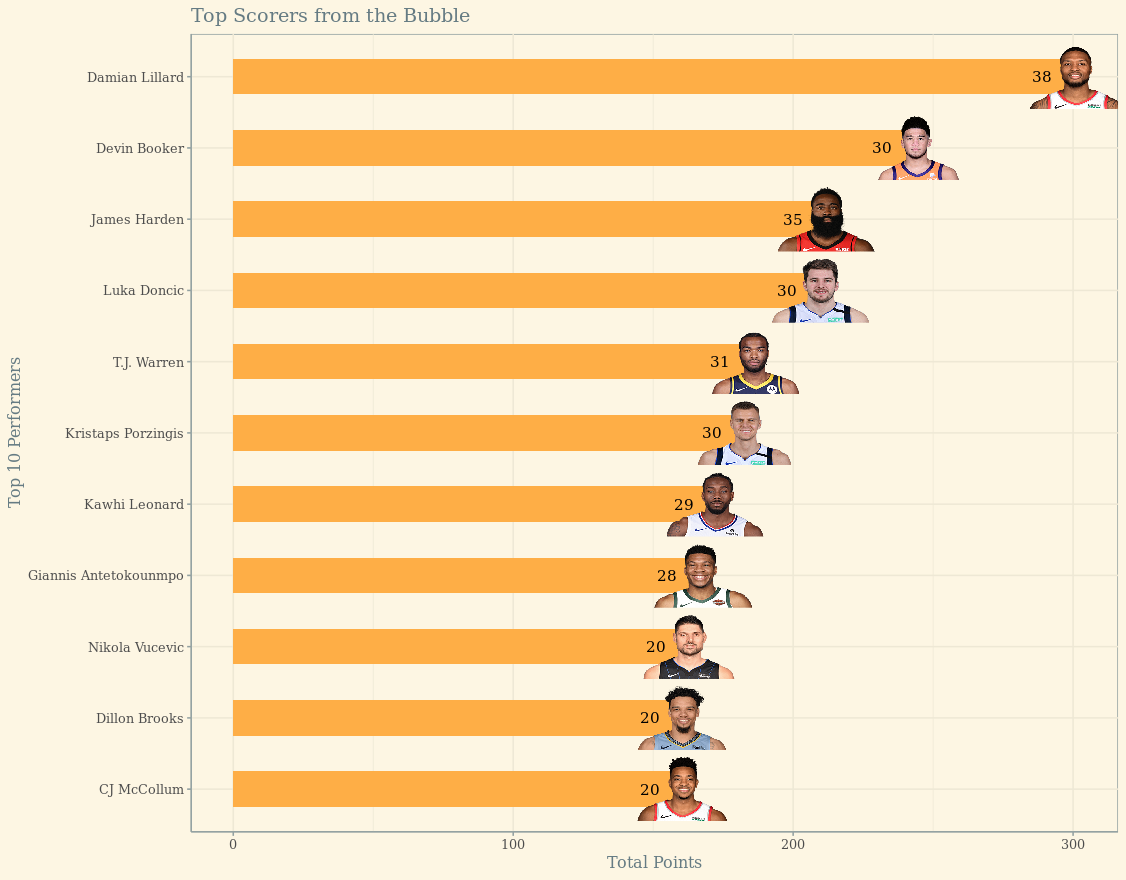 Top Scorers from the Bubble
Top 10 Performers
Damian Lillard 38
Devin Booker 30
James Harden 35
Luka Doncic 30
T.J. Warren 31
Kristaps Porzingis 30
Kawhi Leonard 29
Giannis Antetokounmpo 28
Nikola Vucevic 20
Dillon Brooks 20
CJ McCollum 20
0 100 200 300
Total Points